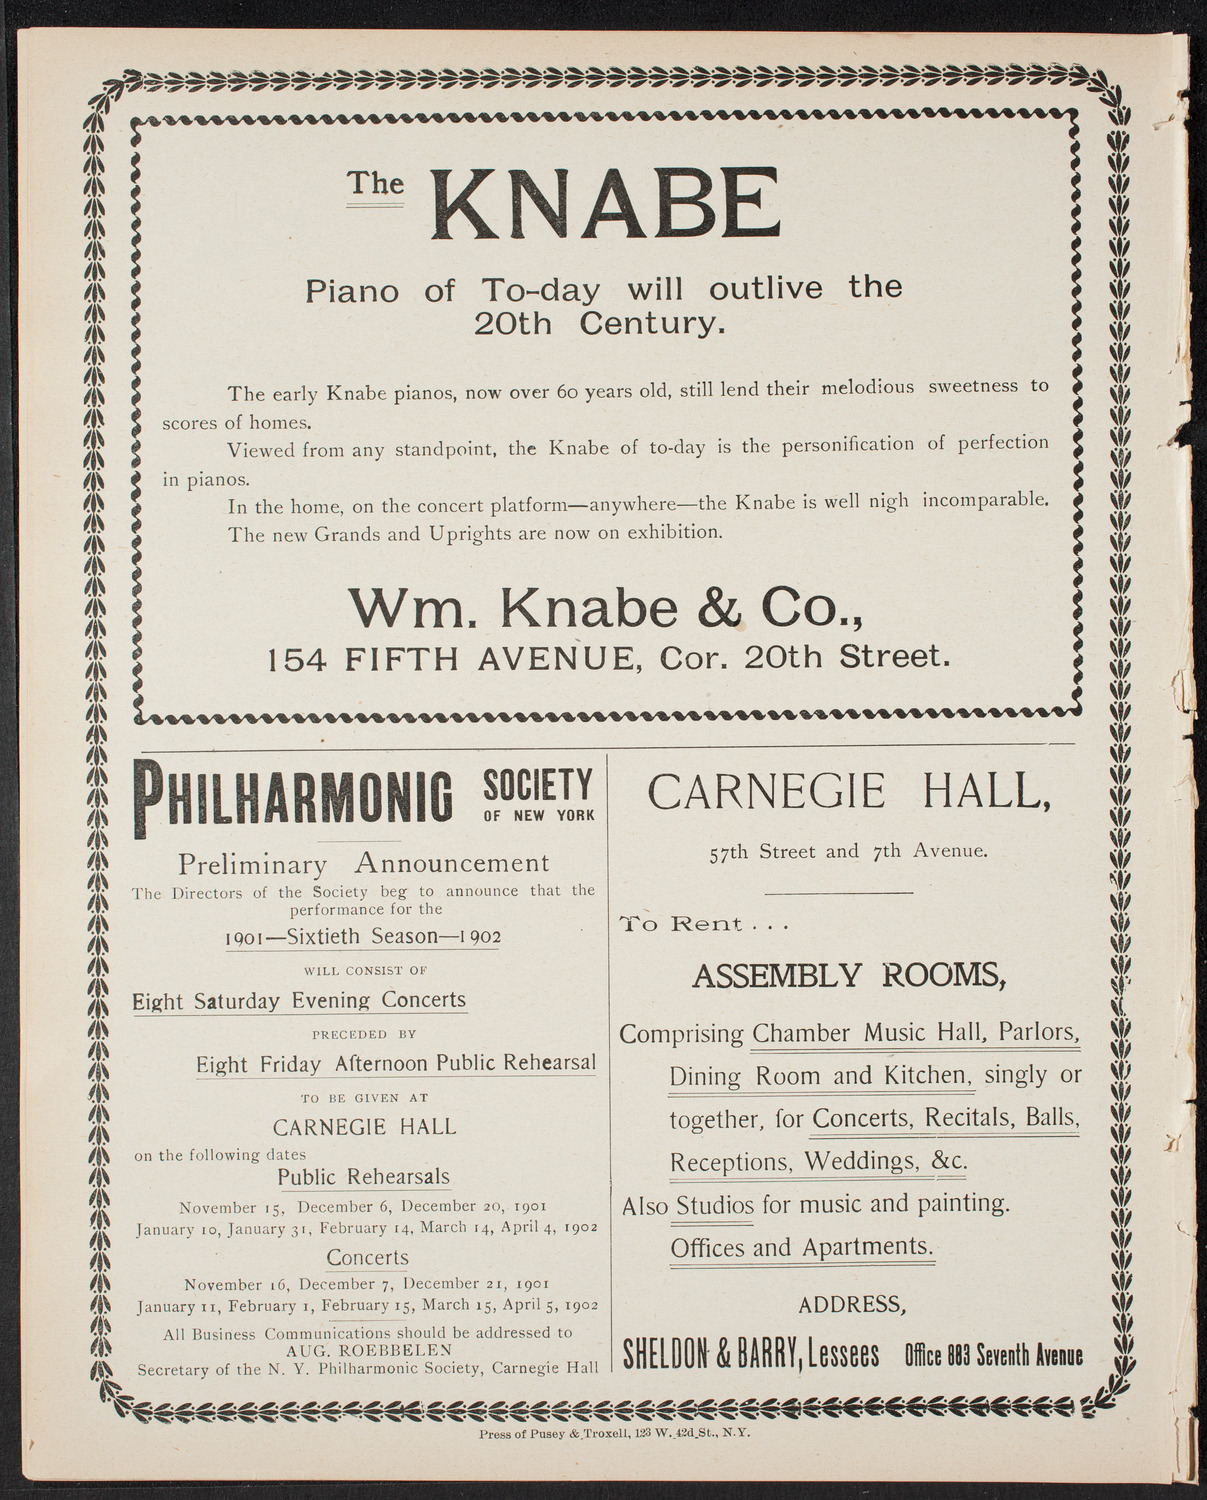 The KNABE
Piano of To-day will outlive the
20th Century.
The early Knabe pianos, now over 60 years old, still lend their melodious sweetness to
scores of homes.
Viewed from any standpoint, the Knabe of to-day is the personification of perfection
in pianos.
In the home, on the concert platform—anywhere—the Knabe is well nigh incomparable.
The new Grands and Uprights are now on exhibition.
Wm. Knabe & Co.,
154 FIFTH AVENUE, Cor. 20th Street.
PHILHARMONIC SOCIETY
OF NEW YORK
Preliminary Announcement
The Directors of the Society beg to announce that the
performance for the
1901—Sixtieth Season—1902
WILL CONSIST OF
Eight Saturday Evening Concerts
PRECEDED BY
Eight Friday Afternoon Public Rehearsal
TO BE GIVEN AT
CARNEGIE HALL
on the following dates
Public Rehearsals
November 15, December 6, December 20, 1901
January 10, January 31, February 14, March 14, April 4, 1902
Concerts
November 16, December 7, December 21, 1901
January 11, February 1, February 15, March 15, April 5, 1902
All Business Communications should be addressed to
AUG. ROEBBELEN
Secretary of the N. Y. Philharmonic Society, Carnegie Hall
CARNEGIE HALL,
57th Street and 7th Avenue.
To Rent . . .
ASSEMBLY ROOMS,
Comprising Chamber Music Hall, Parlors,
Dining Room and Kitchen, singly or
together, for Concerts, Recitals, Balls,
Receptions, Weddings, &c.
Also Studios for music and painting.
Offices and Apartments.
ADDRESS,
SHELDON & BARRY, Lessees Office 883 Seventh Avenue
Press of Pusey & Troxell, 123 W. 42d St., N.Y.